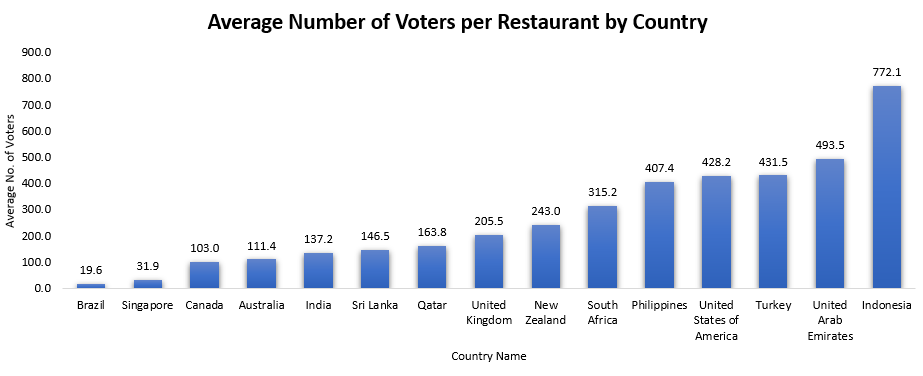 Average Number of Voters per Restaurant by Country
900.0
800.0
700.0
600.0
500.0
400.0
300.0
200.0
100.0
0.0
Average No. of Voters
19.6
31.9
103.0
111.4
137.2
146.5
163.8
205.5
243.0
315.2
407.4
428.2
431.5
493.5
772.1
Brazil
Singapore
Canada
Australia
India
Sri Lanka
Qatar
United
Kingdom
New
Zealand
South
Africa
Philippines
United
States of
America
Turkey
United
Arab
Emirates
Indonesia
Country Name